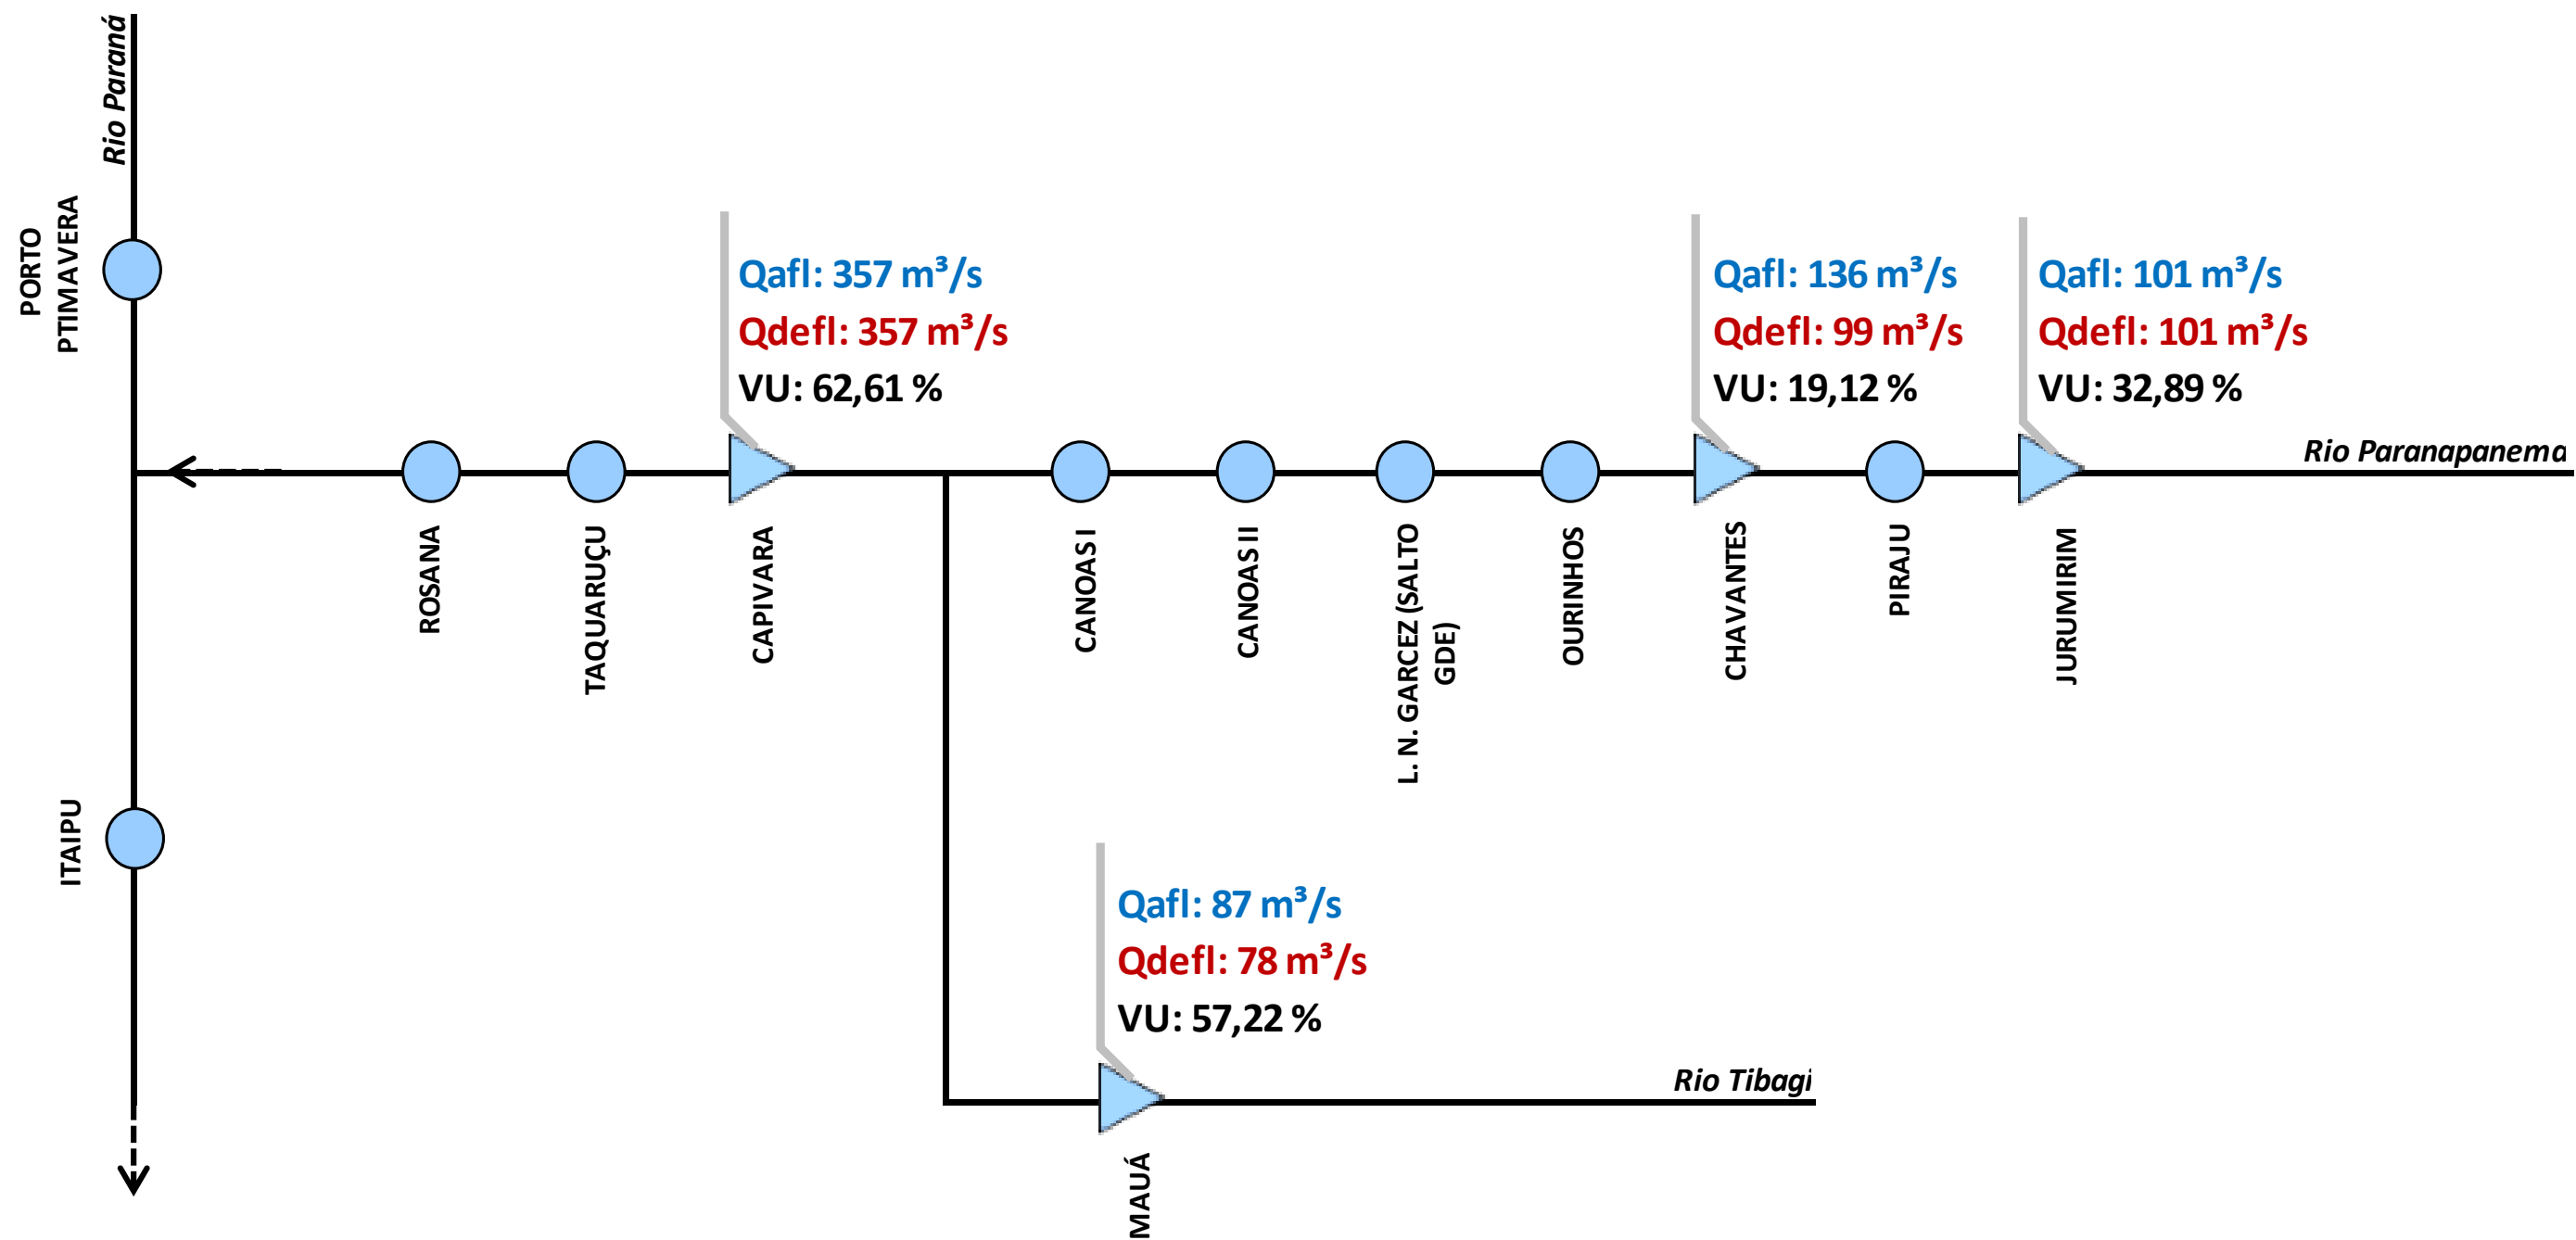 Rio Paraná
PORTO
PTIMAVERA
Qafl: 357 m³/s
Qdefl: 357 m³/s
VU: 62,61 %
Qafl: 136 m³/s
Qdefl: 99 m³/s
VU: 19,12 %
Qafl: 101 m³/s
Qdefl: 101 m³/s
VU: 32,89 %
Rio Paranapanema
ROSANA
TAQUARUÇU
CAPIVARA
CANOAS I
CANOAS II
L. N. GARCEZ (SALTO
GDE)
OURINHOS
CHAVANTES
PIRAJU
JURUMIRIM
ITAIPU
Qafl: 87 m³/s
Qdefl: 78 m³/s
VU: 57,22 %
Rio Tibagi
MAUÁ